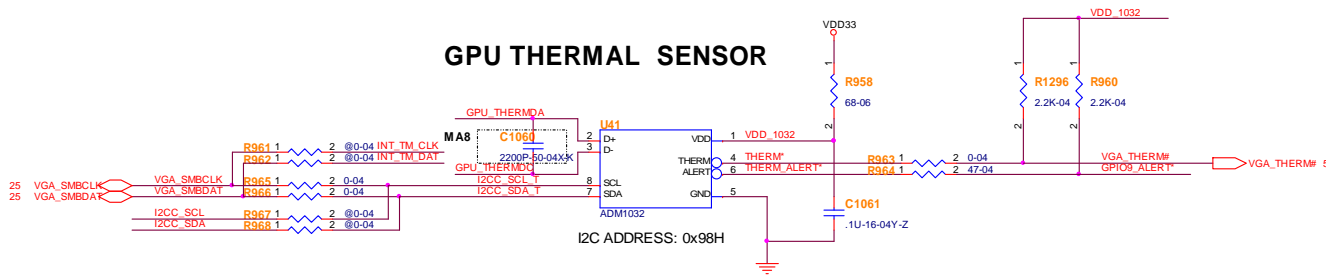 VDD_1032
VDD33
GPU THERMAL SENSOR
1
R958
68-06
2
1
R1296
2.2K-04
2
1
R960
2.2K-04
2
GPU_THERMDA
MA8
C1060
2200P-50-04X-K
GPU_THERMDC
U41
2 D+
3 D-
8 SCL
7 SDA
VDD 1 VDD_1032
THERM 4 THERM*
ALERT 6 THERM_ALERT*
GND 5
ADM1032
I2C ADDRESS: 0x98H
R961 1 2 @0-04 INT_TM_CLK
R962 1 2 @0-04 INT_TM_DAT
25 VGA_SMBCLK VGA_SMBCLK R965 1 2 0-04 I2CC_SCL_T
25 VGA_SMBDAT VGA_SMBDAT R966 1 2 0-04 I2CC_SDA_T
I2CC_SCL R967 1 2 @0-04
I2CC_SDA R968 1 2 @0-04
R963 1 2 0-04 VGA_THERM# VGA_THERM# 5
R964 1 2 47-04 GPIO9_ALERT*
C1061
.1U-16-04Y-Z